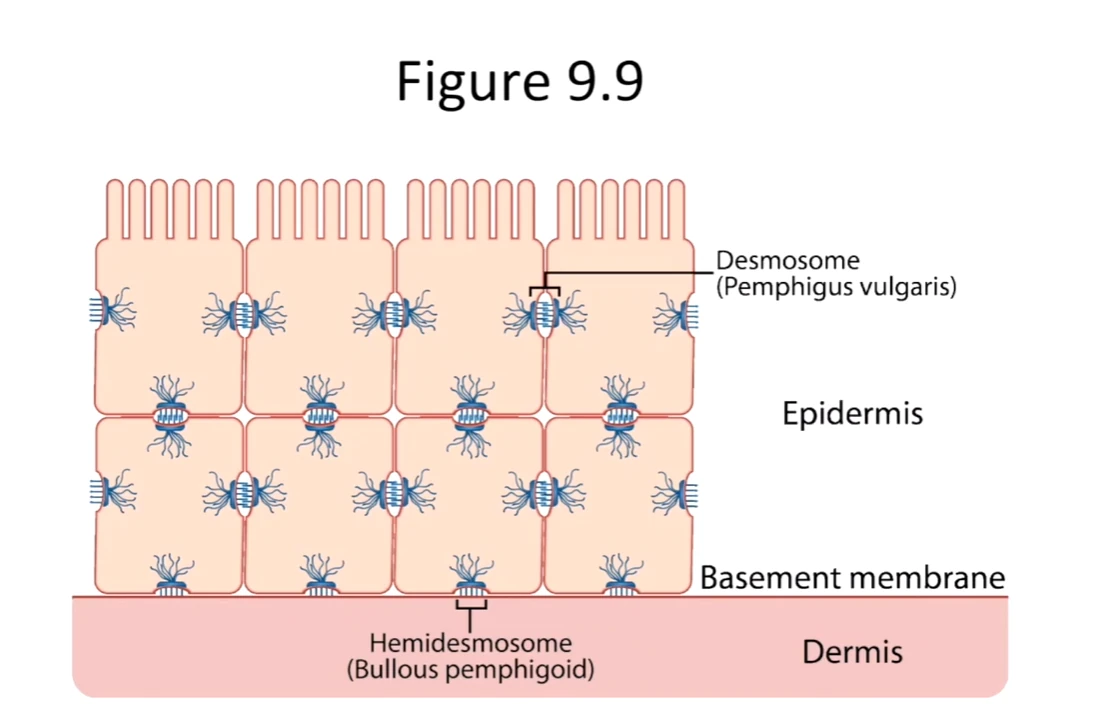 Figure 9.9
Desmosome
(Pemphigus vulgaris)
Epidermis
Basement membrane
Hemidesmosome
(Bullous pemphigoid)
Dermis